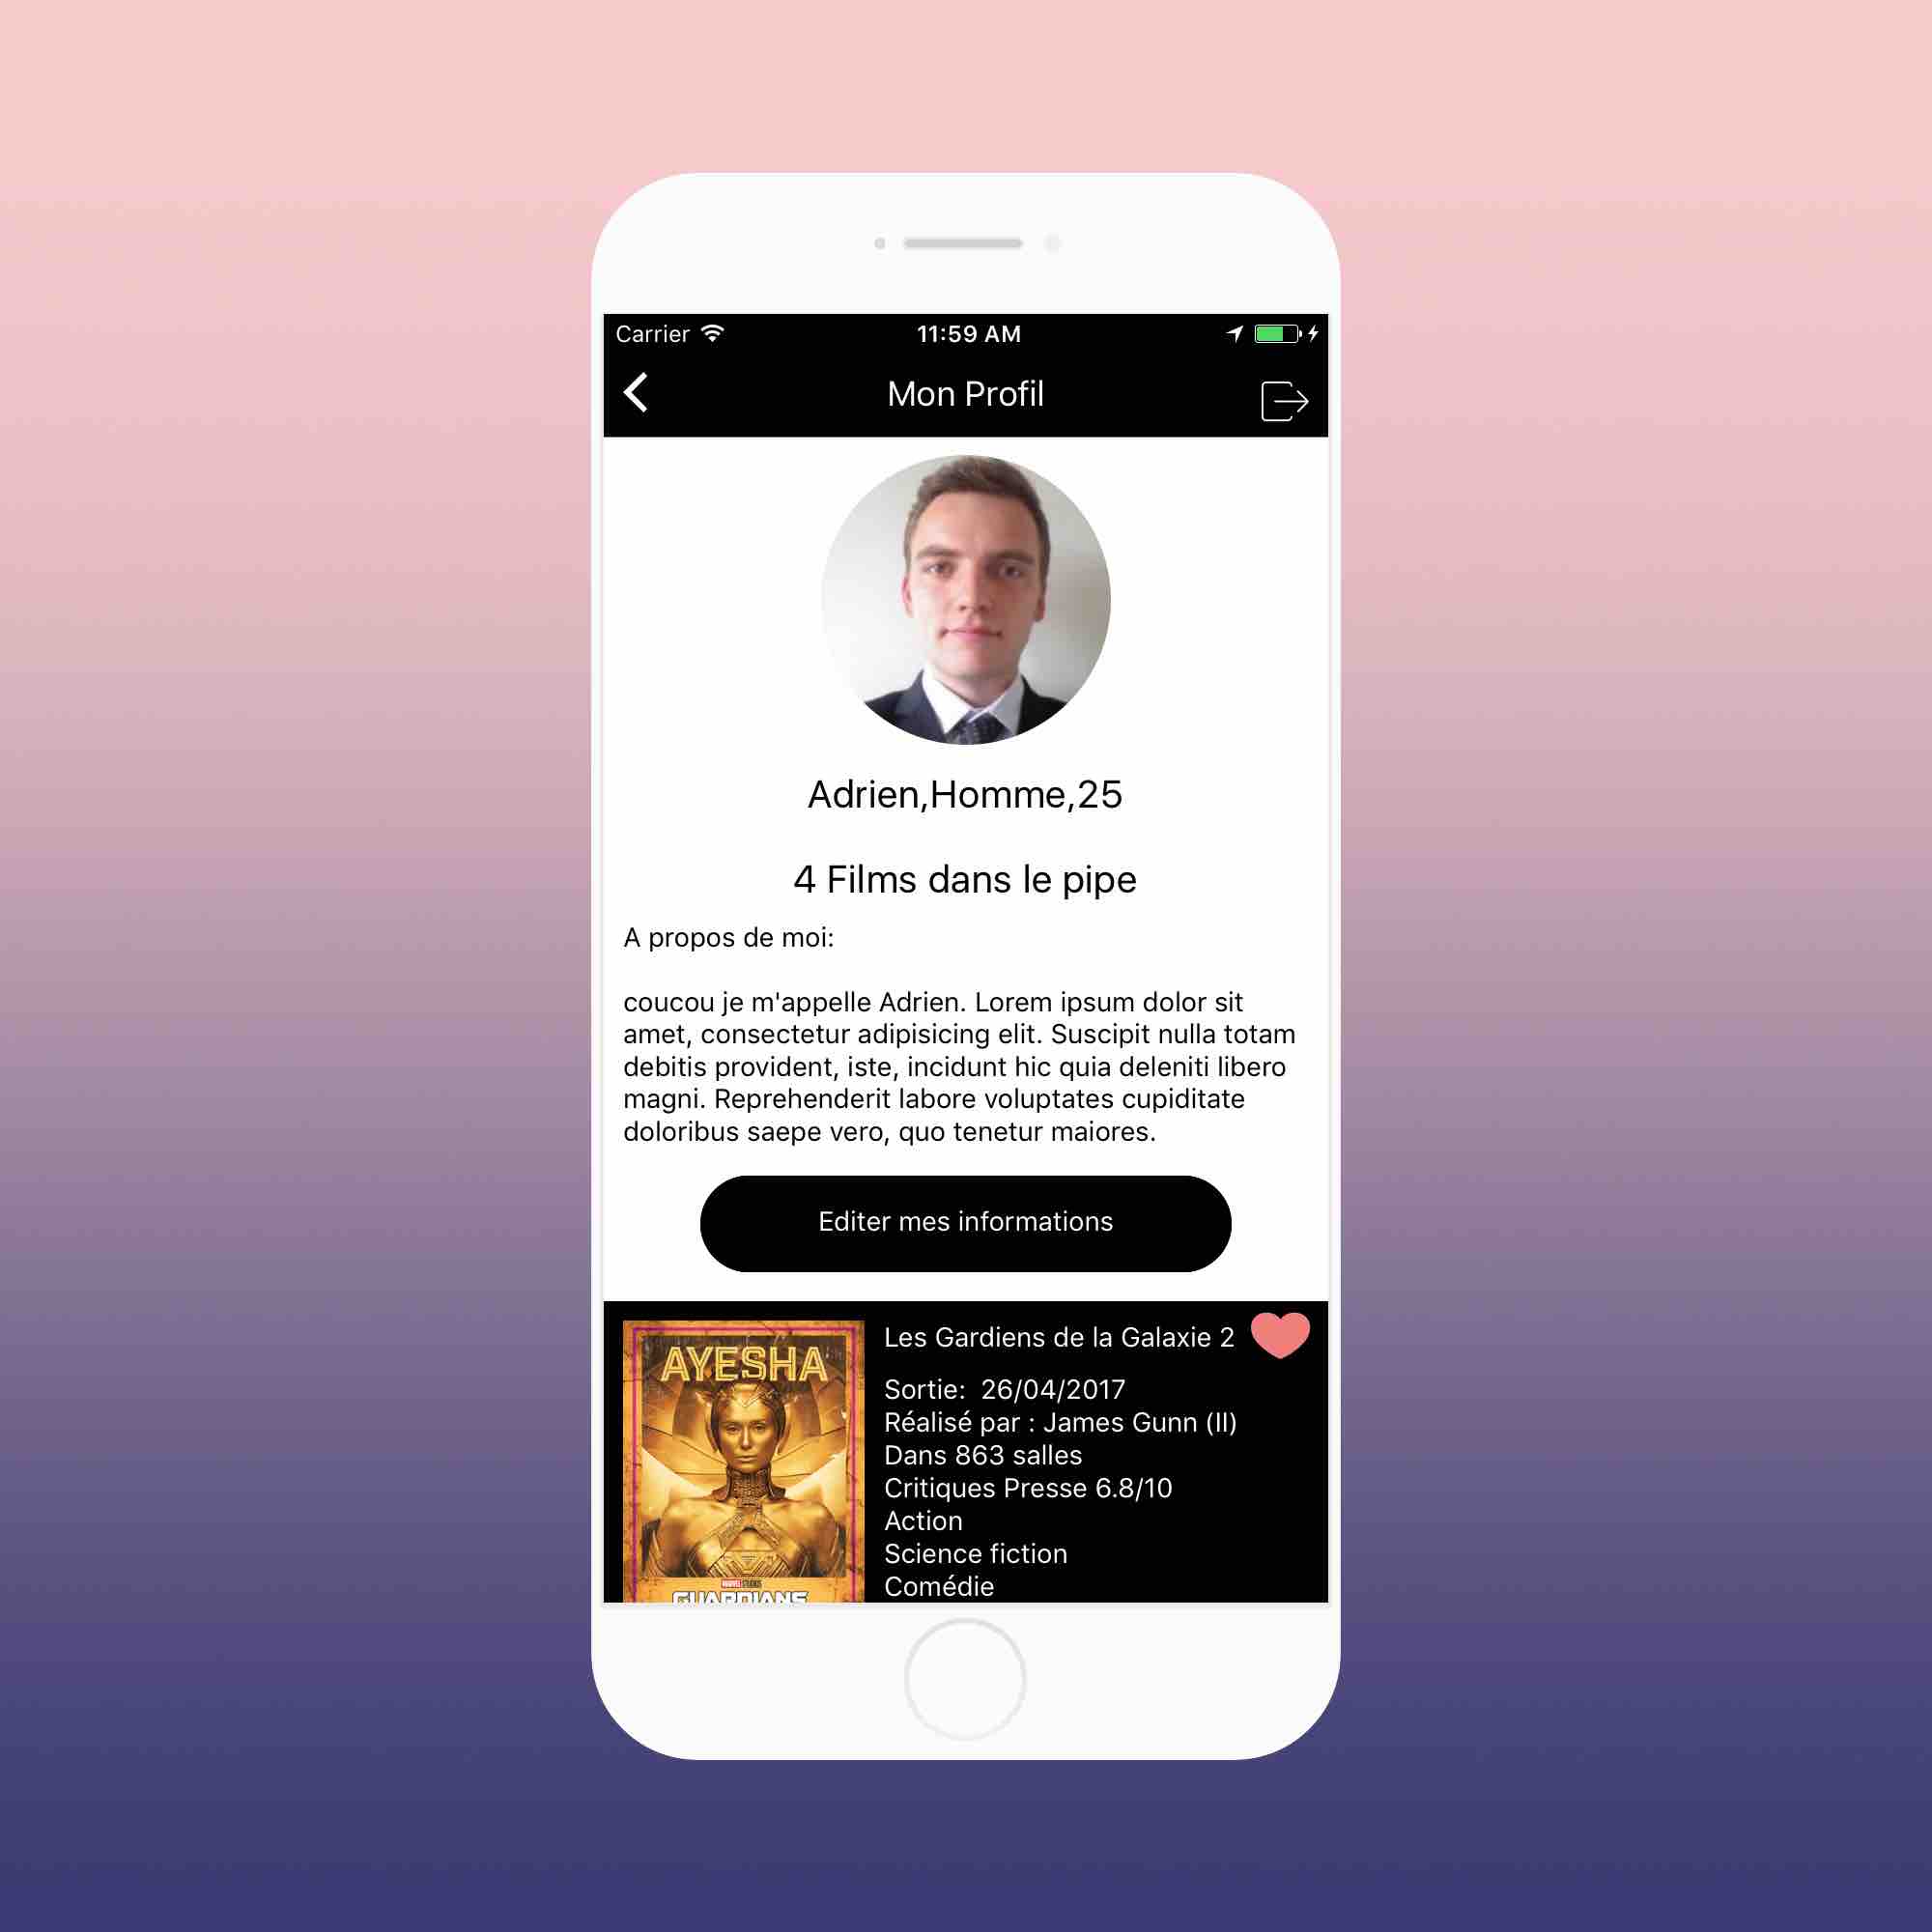 Carrier
11:59 AM
Mon Profil
Adrien,Homme,25
4 Films dans le pipe
A propos de moi:
coucou je m'appelle Adrien. Lorem ipsum dolor sit
amet, consectetur adipisicing elit. Suscipit nulla totam
debitis provident, iste, incidunt hic quia deleniti libero
magni. Reprehenderit labore voluptates cupiditate
doloribus saepe vero, quo tenetur maiores.
Editer mes informations
AYESHA
MARVEL STUDIOS
GUARDIANS
Les Gardiens de la Galaxie 2
Sortie:  26/04/2017
Réalisé par : James Gunn (II)
Dans 863 salles
Critiques Presse 6.8/10
Action
Science fiction
Comédie